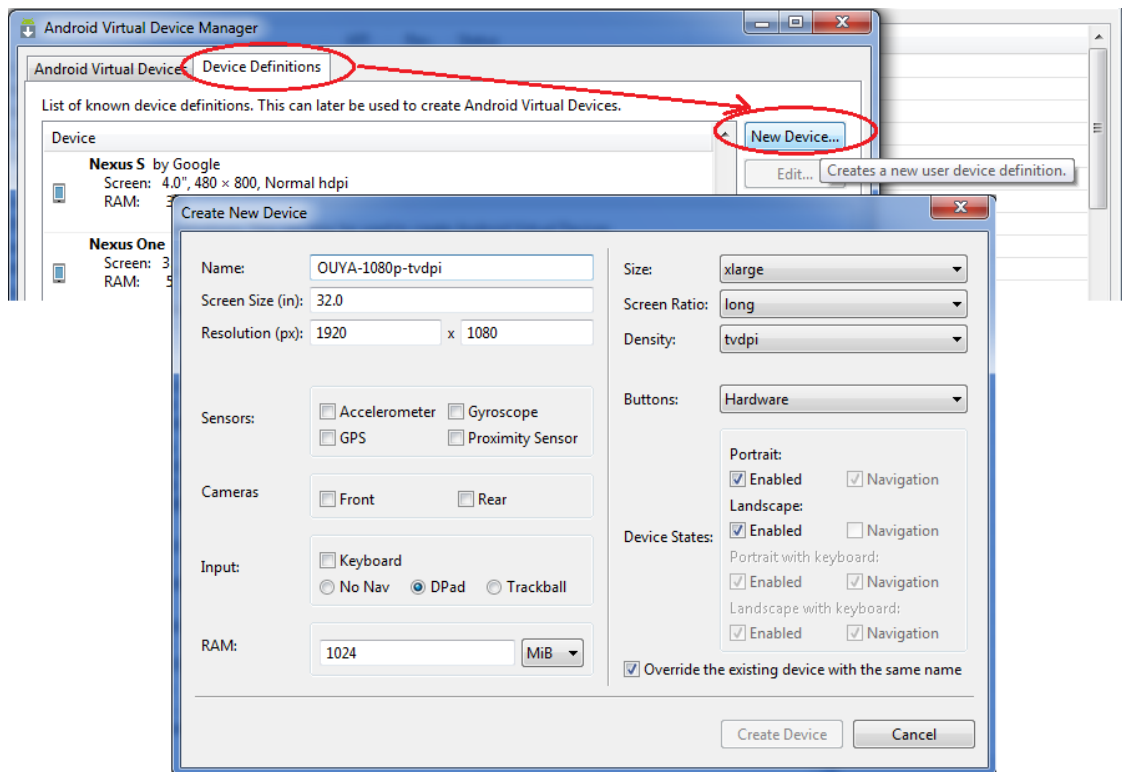 Android Virtual Device Manager
Android Virtual Devices Device Definitions
List of known device definitions. This can later be used to create Android Virtual Devices.
Device
New Device...
Nexus S by Google
Screen: 4.0", 480 × 800, Normal hdpi
RAM: 3
Edit...
Creates a new user device definition.
Nexus One
Screen: 3
RAM: 5
Create New Device
Name: OUYA-1080p-tvdpi
Screen Size (in): 32.0
Resolution (px): 1920 x 1080
Sensors:
Accelerometer Gyroscope
GPS Proximity Sensor
Cameras
Front Rear
Input:
Keyboard
No Nav DPad Trackball
RAM:
1024 MiB
Size: xlarge
Screen Ratio: long
Density: tvdpi
Buttons: Hardware
Device States:
Portrait:
Enabled Navigation
Landscape:
Enabled Navigation
Portrait with keyboard:
Enabled Navigation
Landscape with keyboard:
Enabled Navigation
Override the existing device with the same name
Create Device Cancel